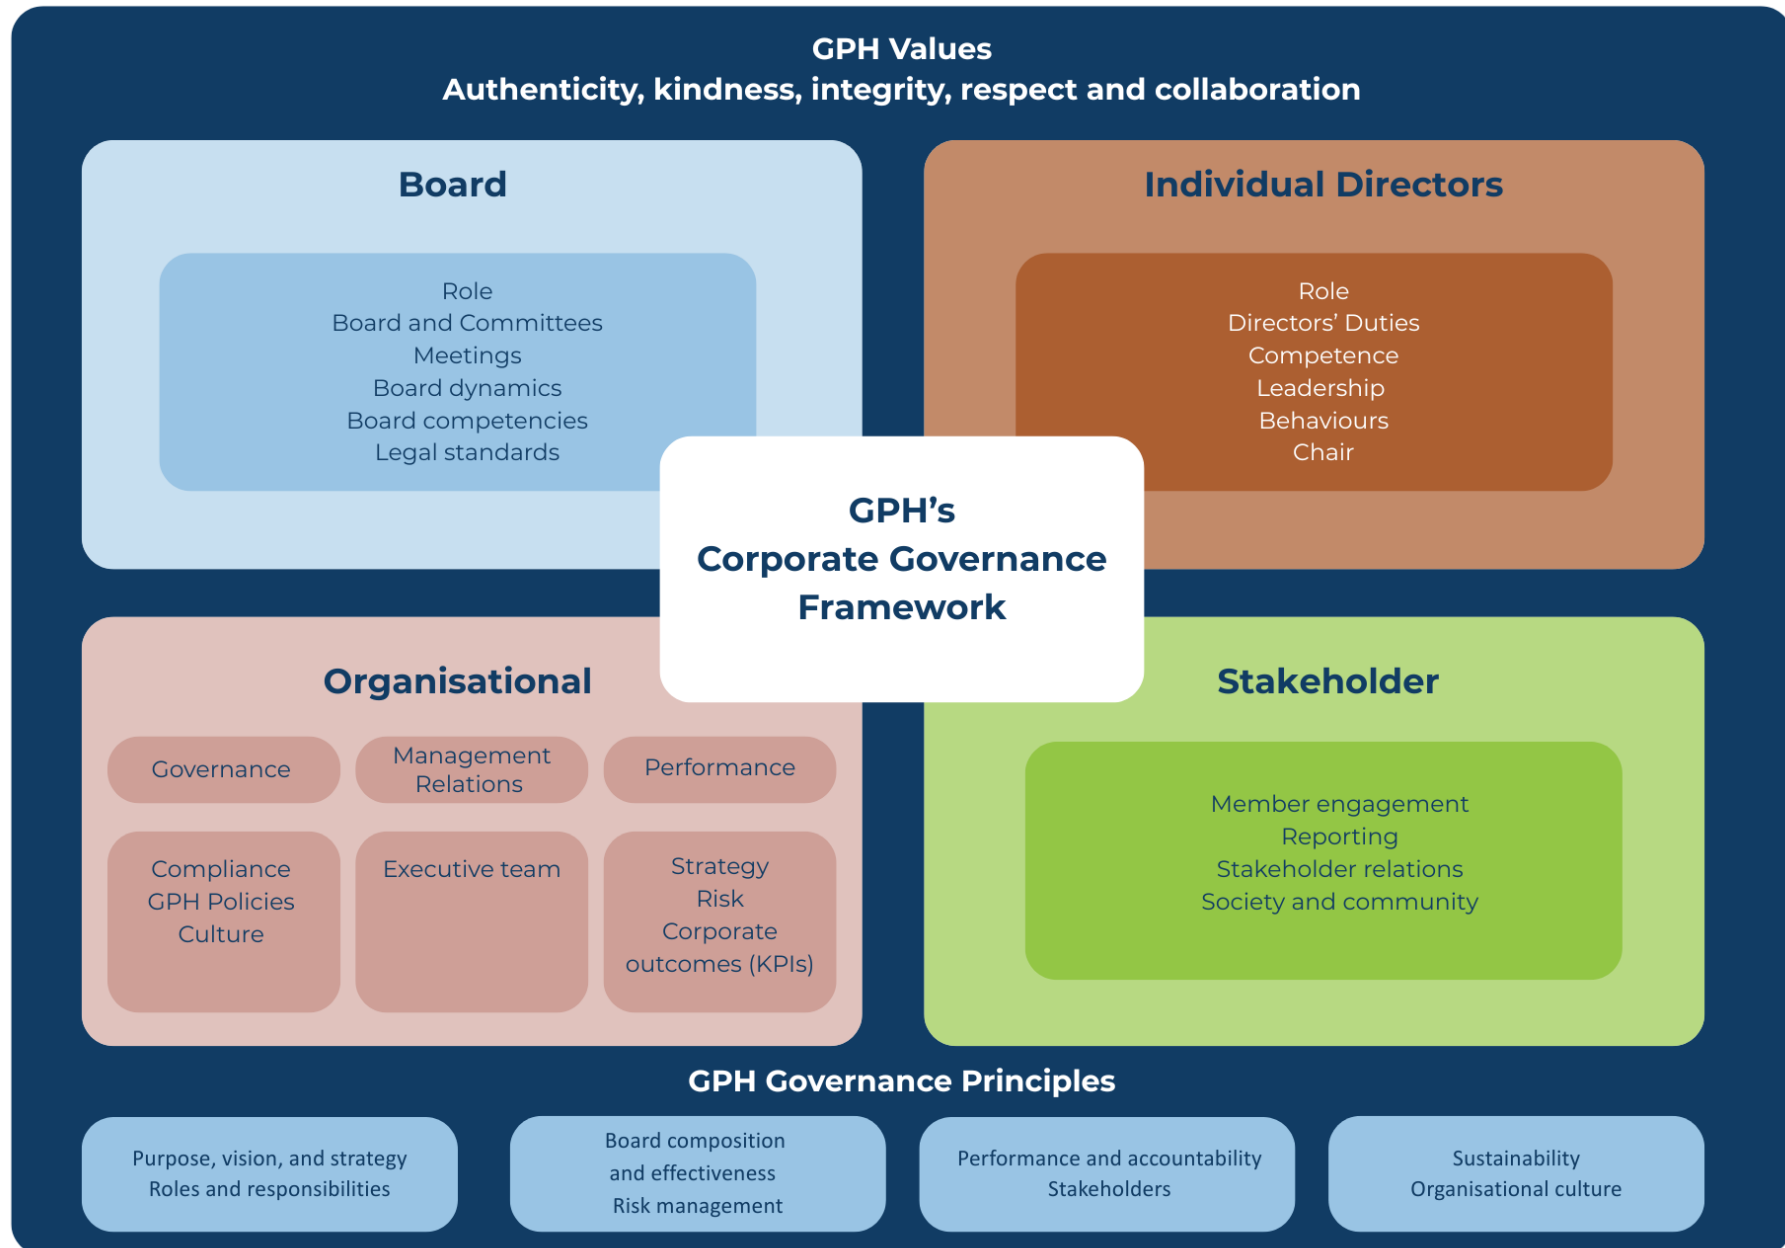 GPH Values
Authenticity, kindness, integrity, respect and collaboration
Board
Role
Board and Committees
Meetings
Board dynamics
Board competencies
Legal standards
Individual Directors
Role
Directors’ Duties
Competence
Leadership
Behaviours
Chair
GPH’s
Corporate Governance
Framework
Organisational
Governance
Management
Relations
Performance
Compliance
GPH Policies
Culture
Executive team
Strategy
Risk
Corporate
outcomes (KPIs)
Stakeholder
Member engagement
Reporting
Stakeholder relations
Society and community
GPH Governance Principles
Purpose, vision, and strategy
Roles and responsibilities
Board composition
and effectiveness
Risk management
Performance and accountability
Stakeholders
Sustainability
Organisational culture